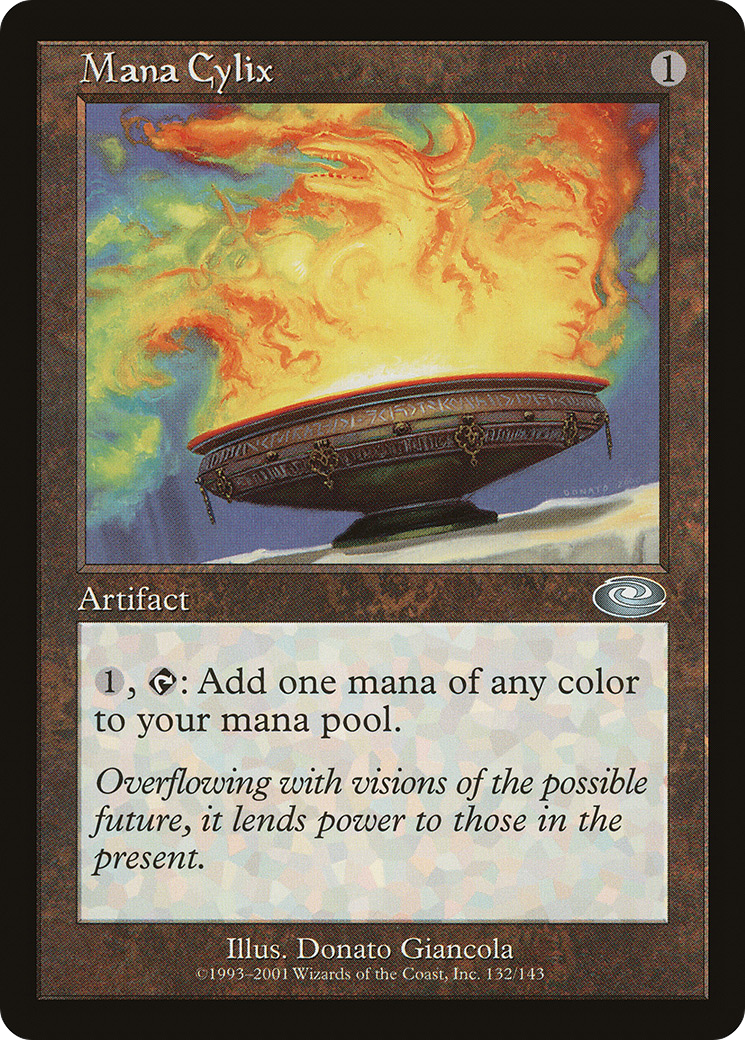 Mana Cylix
1
DONATO
Artifact
1, : Add one mana of any color
to your mana pool.
Overflowing with visions of the possible
future, it lends power to those in the
present.
Illus. Donato Giancola
©1993–2001 Wizards of the Coast, Inc. 132/143